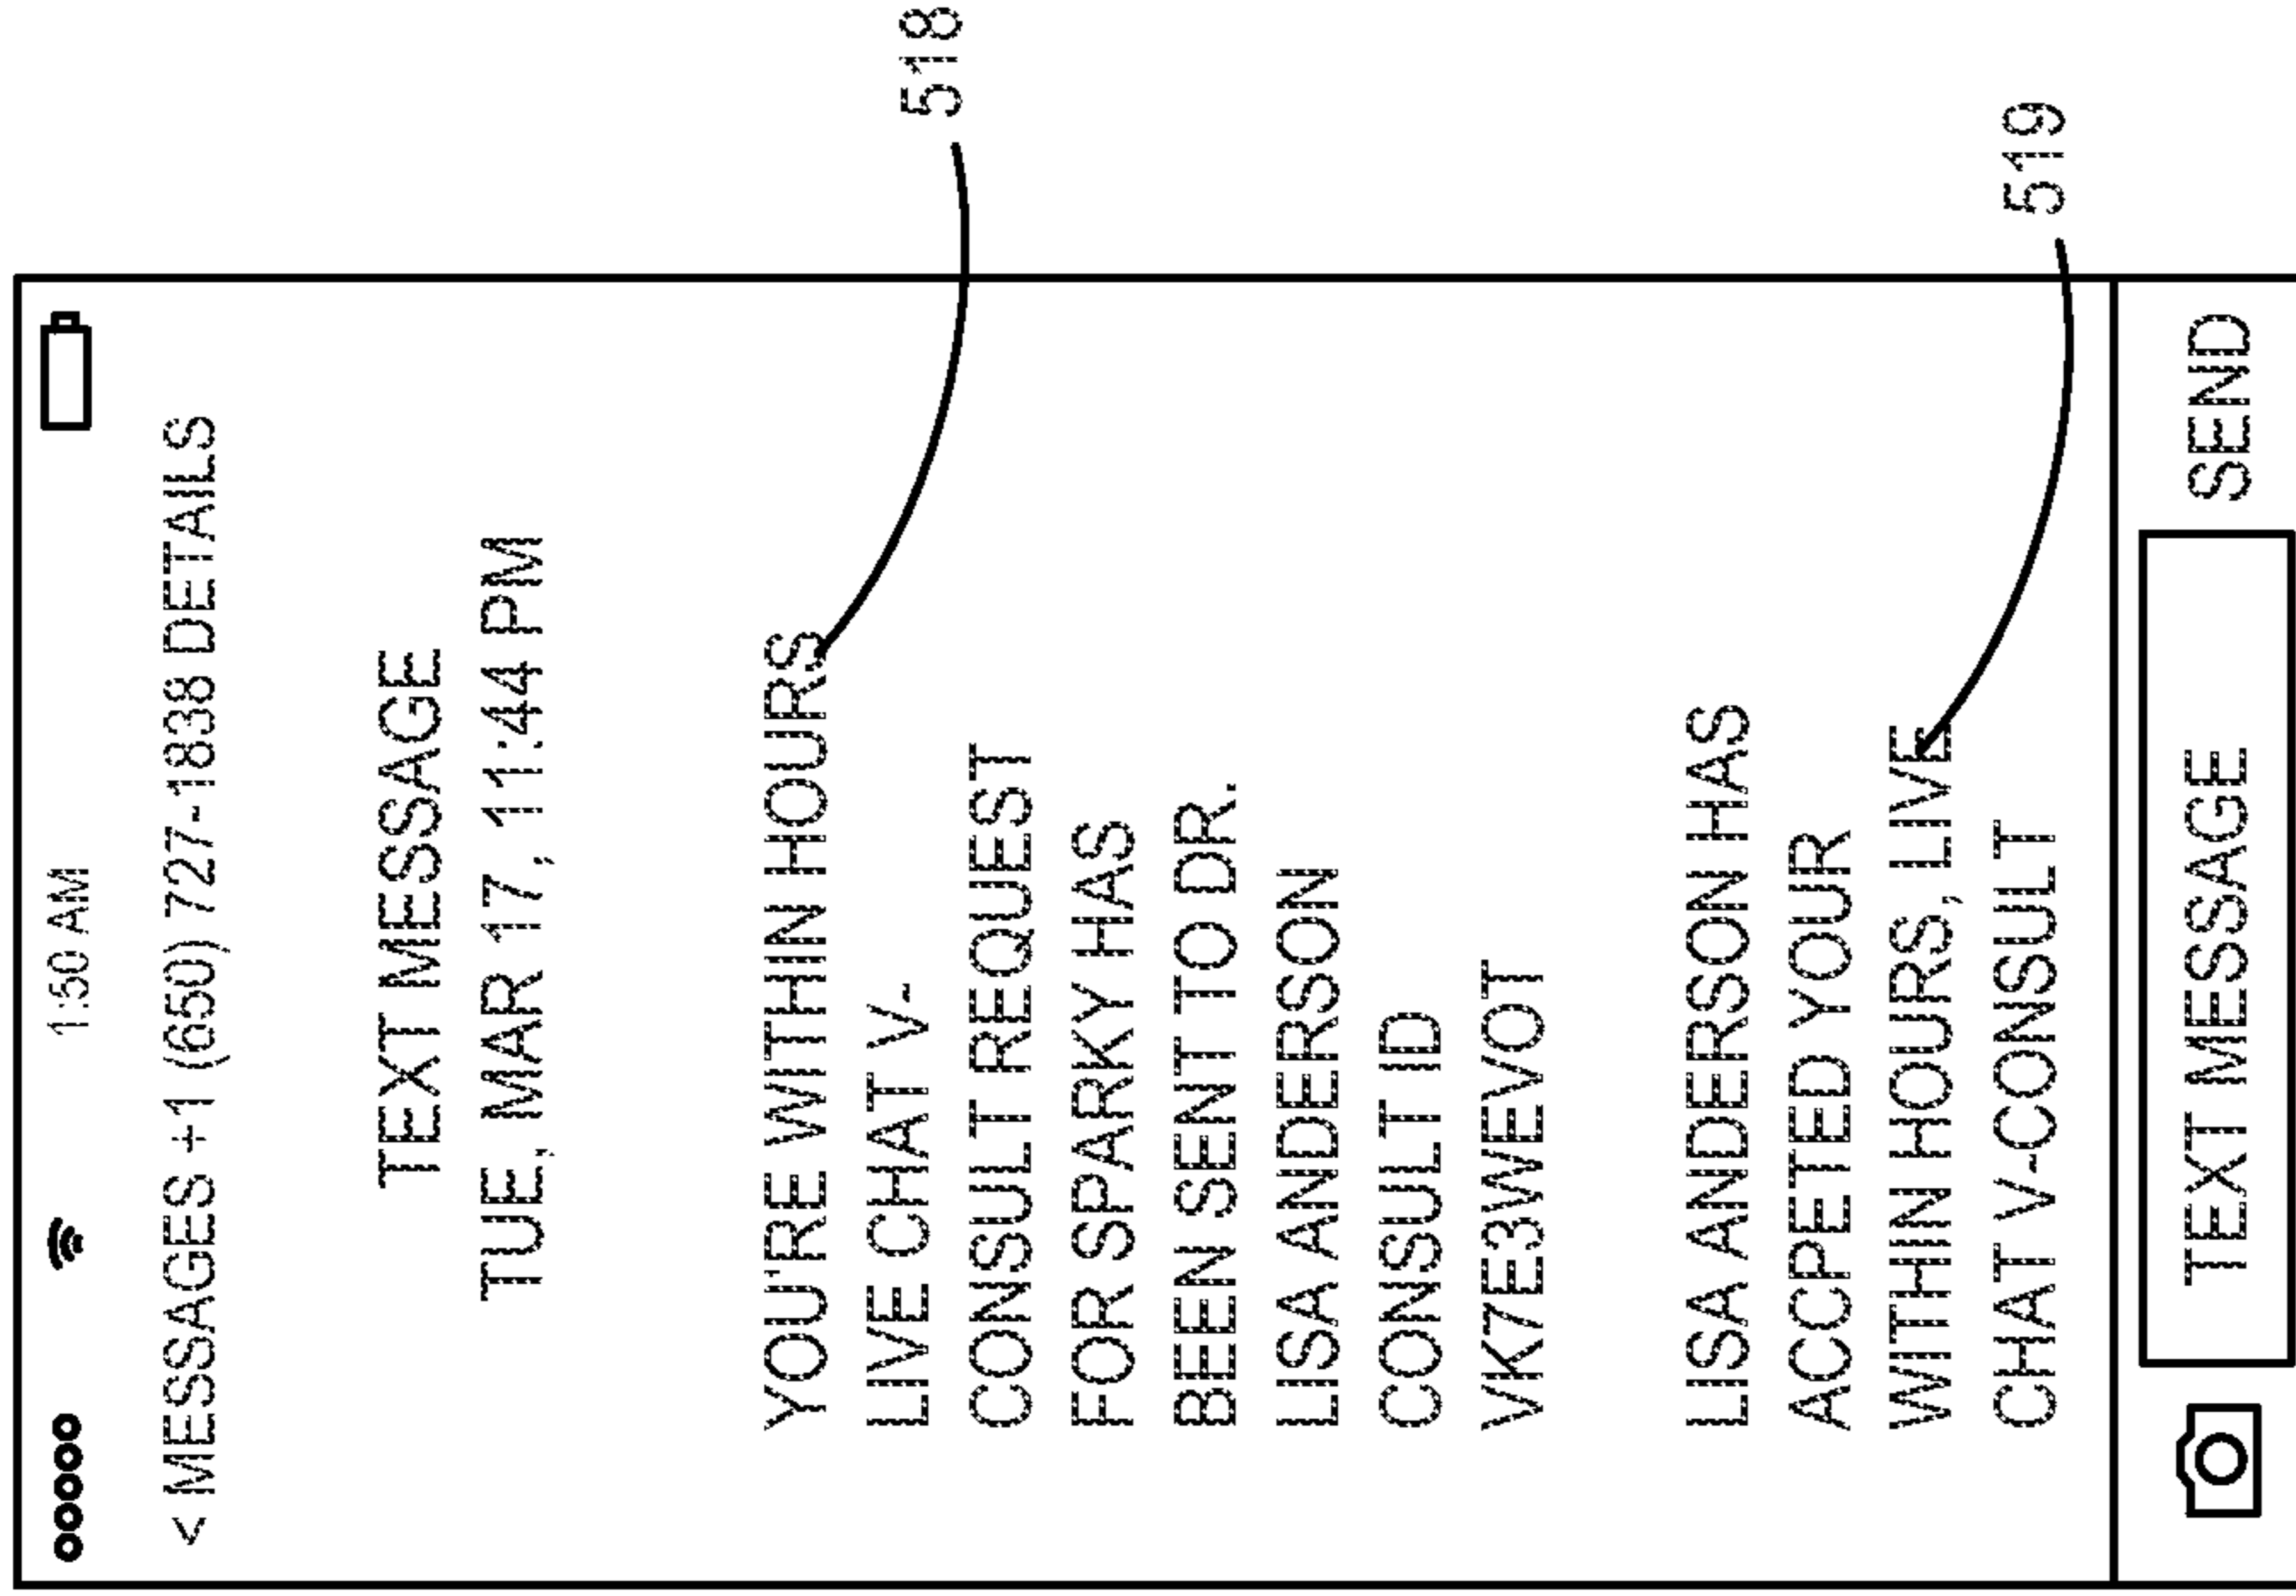 1:50 AM
< MESSAGES +1 (650) 727-1838 DETAILS
TEXT MESSAGE
TUE, MAR 17, 11:44 PM
YOU'RE WITHIN HOURS
LIVE CHAT V-
CONSULT REQUEST
FOR SPARKY HAS
BEEN SENT TO DR.
LISA ANDERSON
CONSULT ID
VK7E3WEVOT
518
LISA ANDERSON HAS
ACCPETED YOUR
WITHIN HOURS, LIVE
CHAT V-CONSULT
519
TEXT MESSAGE
SEND